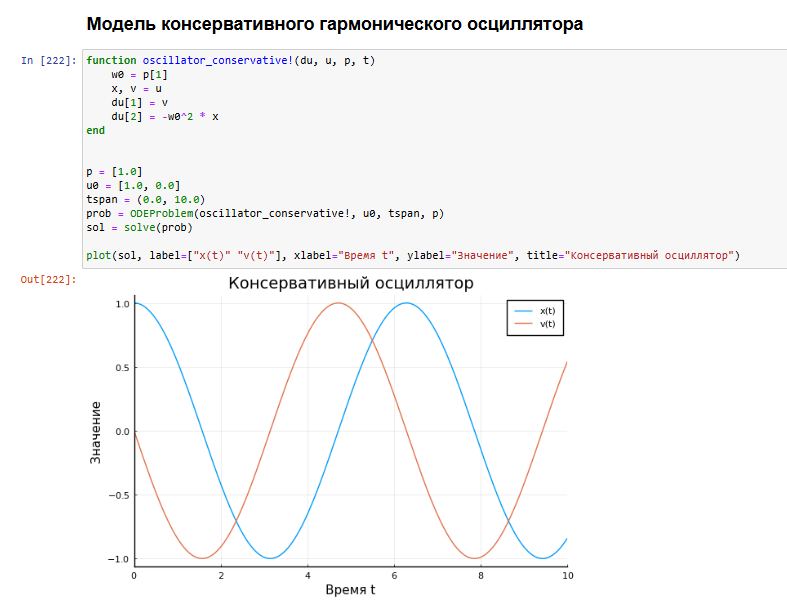 Модель консервативного гармонического осциллятора
In [222]:
function oscillator_conservative!(du, u, p, t)
    w0 = p[1]
    x, v = u
    du[1] = v
    du[2] = -w0^2 * x
end
p = [1.0]
u0 = [1.0, 0.0]
tspan = (0.0, 10.0)
prob = ODEProblem(oscillator_conservative!, u0, tspan, p)
sol = solve(prob)
plot(sol, label=["x(t)" "v(t)"], xlabel="Время t", ylabel="Значение", title="Консервативный осциллятор")
Out[222]:
Консервативный осциллятор
x(t)
v(t)
Значение
1.0
0.5
0.0
−0.5
−1.0
0 2 4 6 8 10
Время t